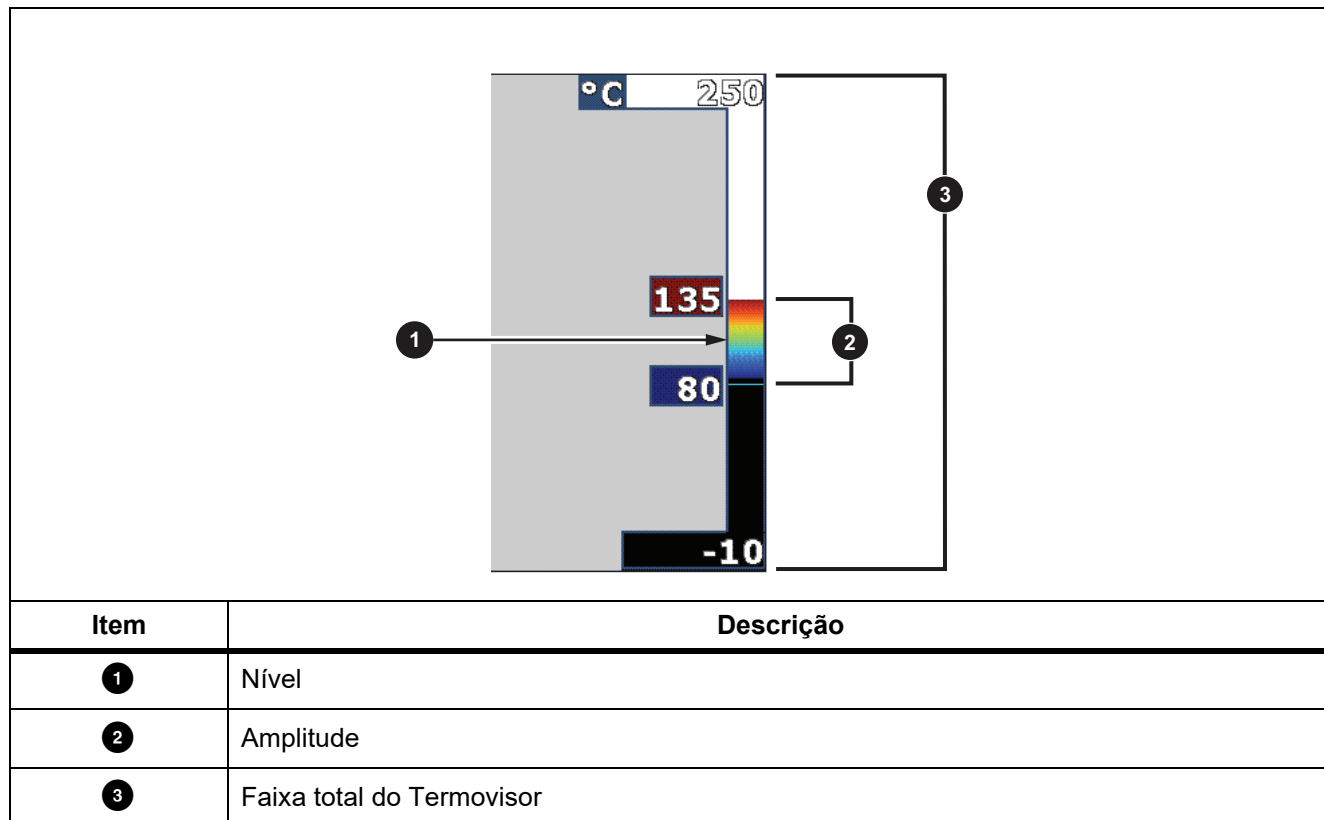 °C 250
3
135
1
2
80
-10
Item Descrição
1 Nível
2 Amplitude
3 Faixa total do Termovisor